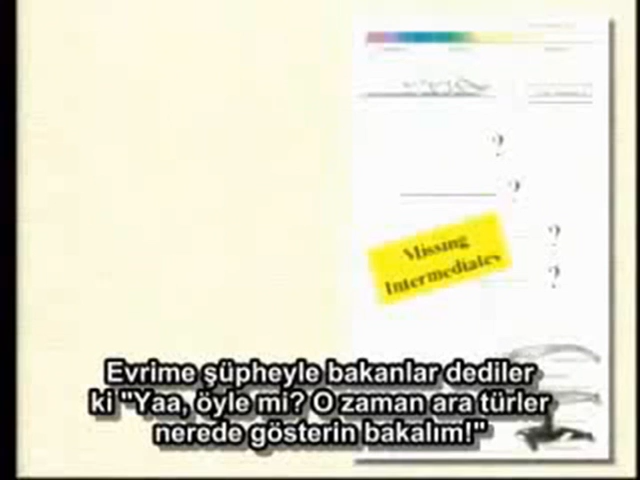 ?
?
?
?
Missing
Intermediates
Evrime şüpheyle bakanlar dediler
ki "Yaa, öyle mi? O zaman ara türler
nerede gösterin bakalım!"